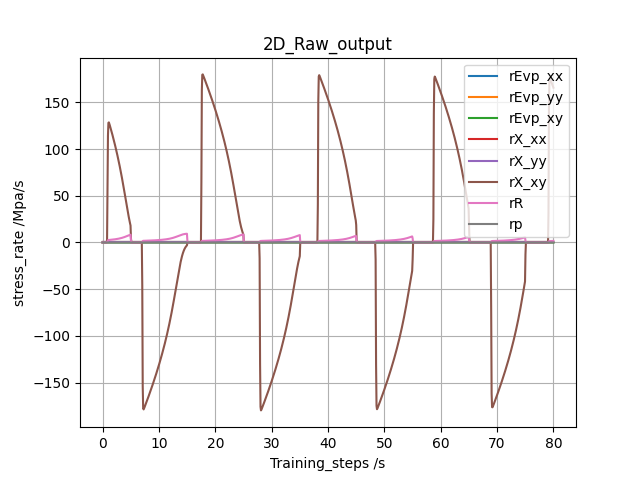 2D_Raw_output
stress_rate /Mpa/s
150
100
50
0
−50
−100
−150
0 10 20 30 40 50 60 70 80
Training_steps /s
rEvp_xx
rEvp_yy
rEvp_xy
rX_xx
rX_yy
rX_xy
rR
rp